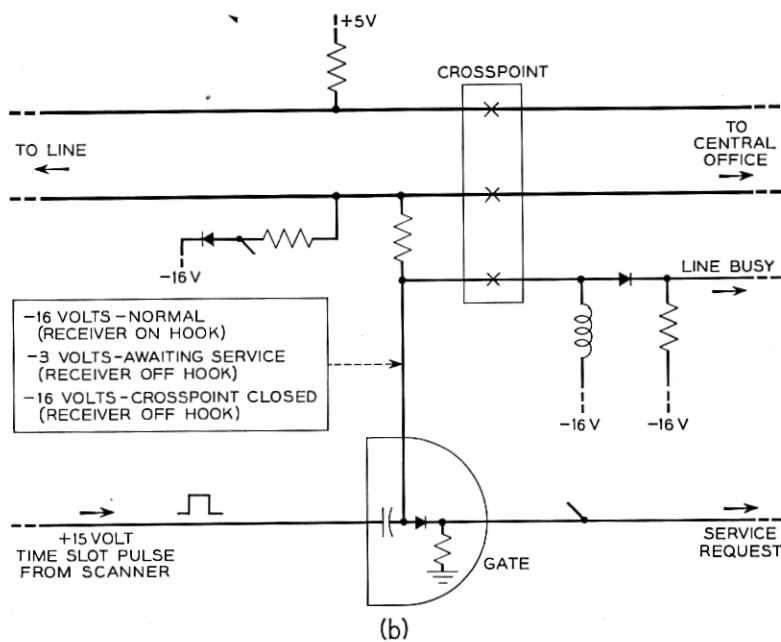 +5V
CROSSPOINT
TO LINE
TO
CENTRAL
OFFICE
-16 V
LINE BUSY
-16 VOLTS-NORMAL
(RECEIVER ON HOOK)
-3 VOLTS-AWAITING SERVICE
(RECEIVER OFF HOOK)
-16 VOLTS-CROSSPOINT CLOSED
(RECEIVER OFF HOOK)
-16 V
-16 V
+15 VOLT
TIME SLOT PULSE
FROM SCANNER
GATE
SERVICE
REQUEST
(b)